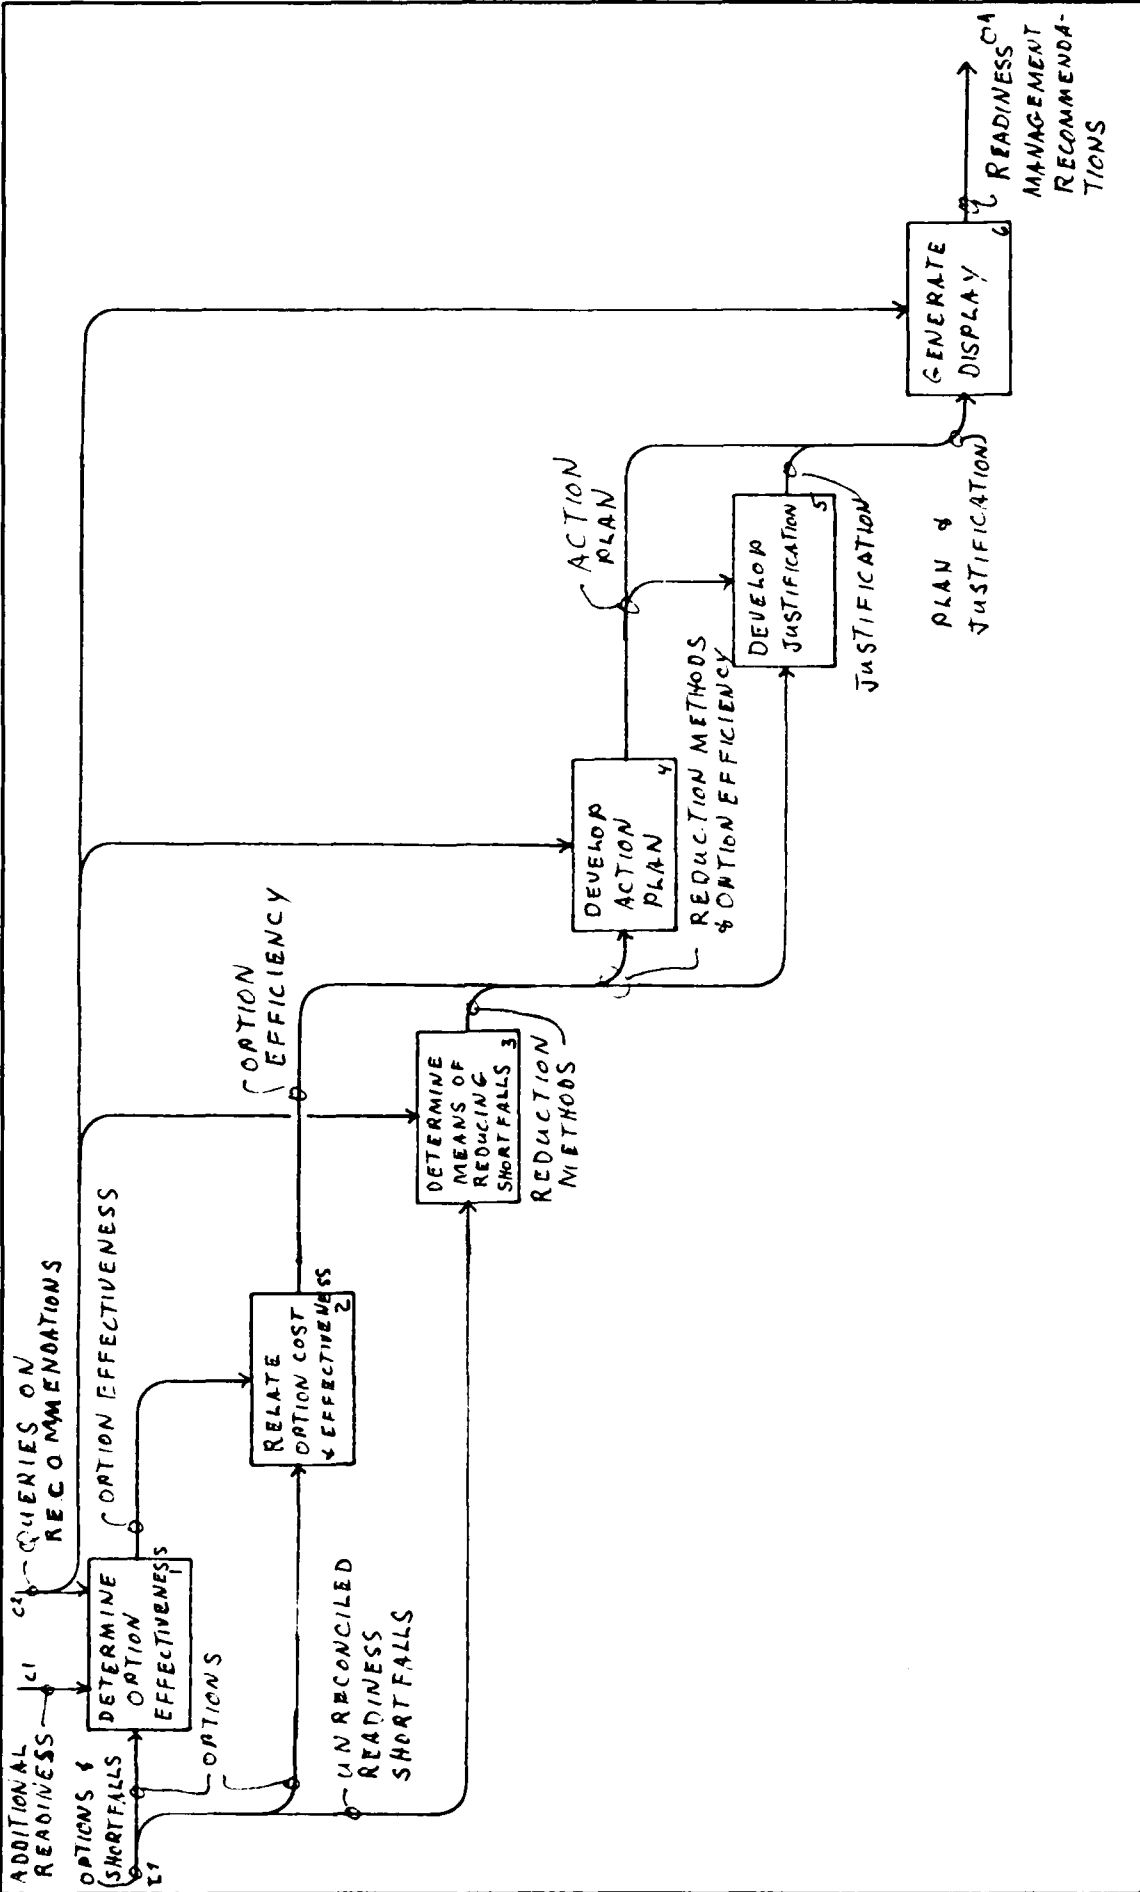 ADDITIONAL
READINESS
C1
C2
QUERIES ON
RECOMMENDATIONS
OPTIONS &
SHORTFALLS
I1
DETERMINE
OPTION
EFFECTIVENESS
1
OPTION EFFECTIVENESS
OPTIONS
RELATE
OPTION COST
& EFFECTIVENESS
2
OPTION
EFFICIENCY
UNRECONCILED
READINESS
SHORTFALLS
DETERMINE
MEANS OF
REDUCING
SHORTFALLS
3
REDUCTION
METHODS
DEVELOP
ACTION
PLAN
4
REDUCTION METHODS
& OPTION EFFICIENCY
ACTION
PLAN
DEVELOP
JUSTIFICATION
5
JUSTIFICATION
PLAN &
JUSTIFICATION
GENERATE
DISPLAY
6
READINESS
MANAGEMENT
RECOMMENDA-
TIONS